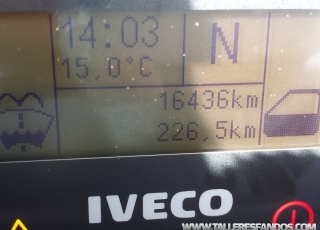 14:03
N
15,0°C
16436km
226,5km
IVECO
WWW.TALLERESFANDOS.COM